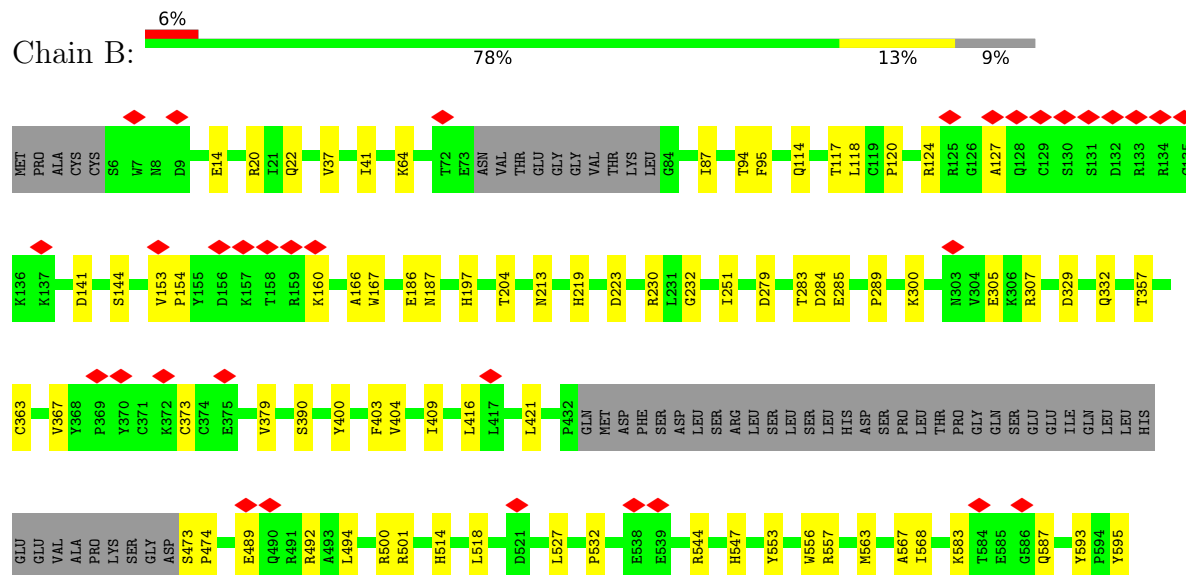 6%
Chain B:
78% 13% 9%
MET PRO ALA CYS CYS S6 W7 N8 D9 E14 R20 I21 Q22 V37 I41 K64 T72 E73 ASN VAL THR GLU GLY GLY VAL THR LYS LEU G84 I87 T94 F95 Q114 T117 L118 C119 P120 R124 R125 G126 A127 Q128 C129 S130 S131 D132 R133 R134 G135
K136 K137 D141 S144 V153 P154 Y155 D156 K157 T158 R159 K160 A166 W167 E186 N187 H197 T204 N213 H219 D223 R230 L231 G232 I251 D279 T283 D284 E285 P289 K300 N303 V304 E305 K306 R307 D329 Q332 T357
C363 V367 Y368 P369 Y370 C371 K372 C373 C374 E375 V379 S390 Y400 F403 V404 I409 L416 L417 L421 P432 GLN MET ASP PHE SER ASP LEU SER ARG LEU SER LEU SER LEU HIS ASP SER PRO LEU THR PRO GLY GLN SER GLU GLU ILE GLN LEU LEU HIS
GLU GLU VAL ALA PRO LYS SER GLY ASP S473 P474 E489 Q490 R491 R492 A493 L494 R500 R501 H514 L518 D521 L527 P532 E538 E539 R544 H547 Y553 W556 R557 M563 A567 I568 K583 T584 E585 G586 Q587 Y593 P594 Y595